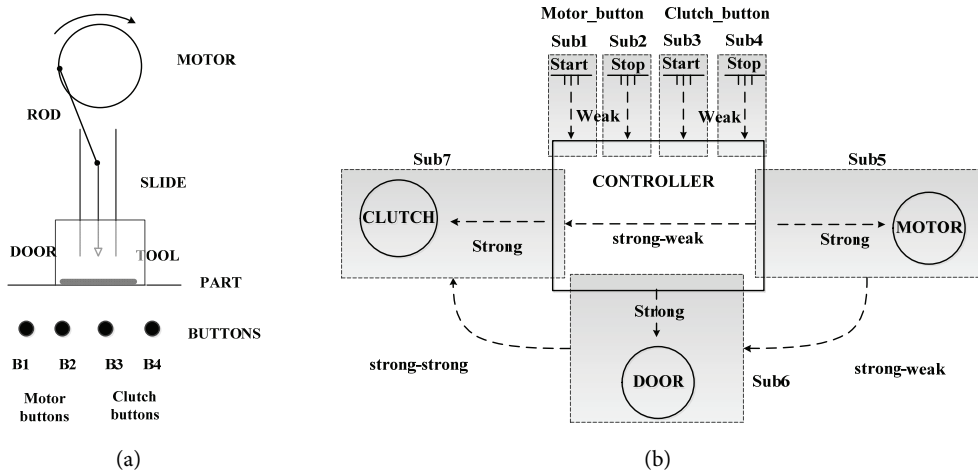 MOTOR
ROD
SLIDE
DOOR
TOOL
PART
BUTTONS
B1 B2 B3 B4
Motor buttons
Clutch buttons
(a)
Motor_button Clutch_button
Sub1 Sub2 Sub3 Sub4
Start Stop Start Stop
Weak Weak
Sub7
Sub5
CONTROLLER
CLUTCH
MOTOR
Strong
strong-weak
Strong
Strong
strong-strong
DOOR
Sub6
strong-weak
(b)